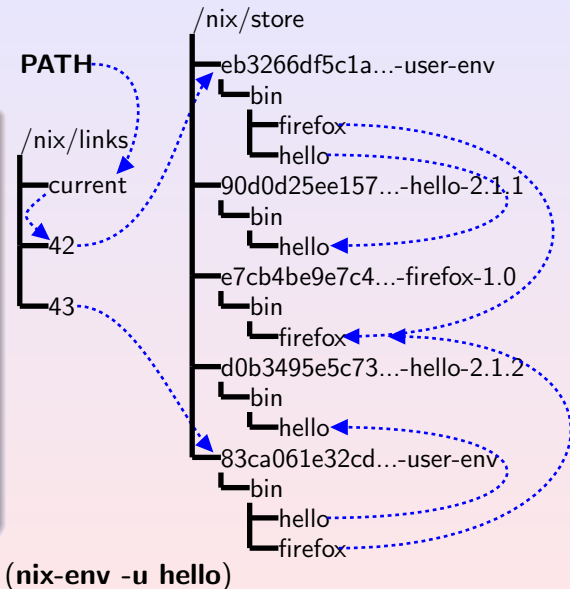 /nix/store
PATH
eb3266df5c1a...-user-env
bin
firefox
hello
/nix/links
current
42
43
90d0d25ee157...-hello-2.1.1
bin
hello
e7cb4be9e7c4...-firefox-1.0
bin
firefox
d0b3495e5c73...-hello-2.1.2
bin
hello
83ca061e32cd...-user-env
bin
hello
firefox
(nix-env -u hello)